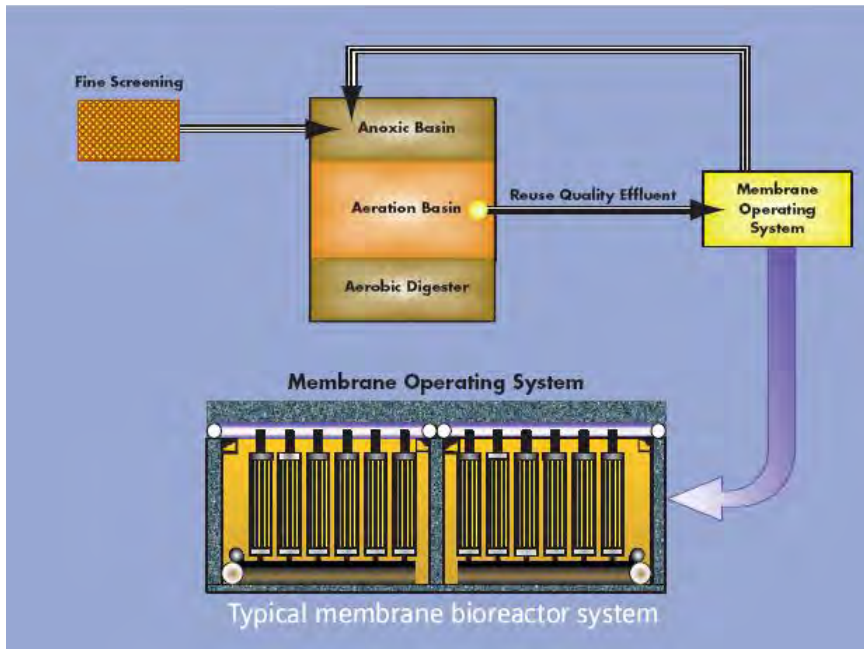 Fine Screening
Anoxic Basin
Aeration Basin
Reuse Quality Effluent
Membrane
Operating
System
Aerobic Digester
Membrane Operating System
Typical membrane bioreactor system